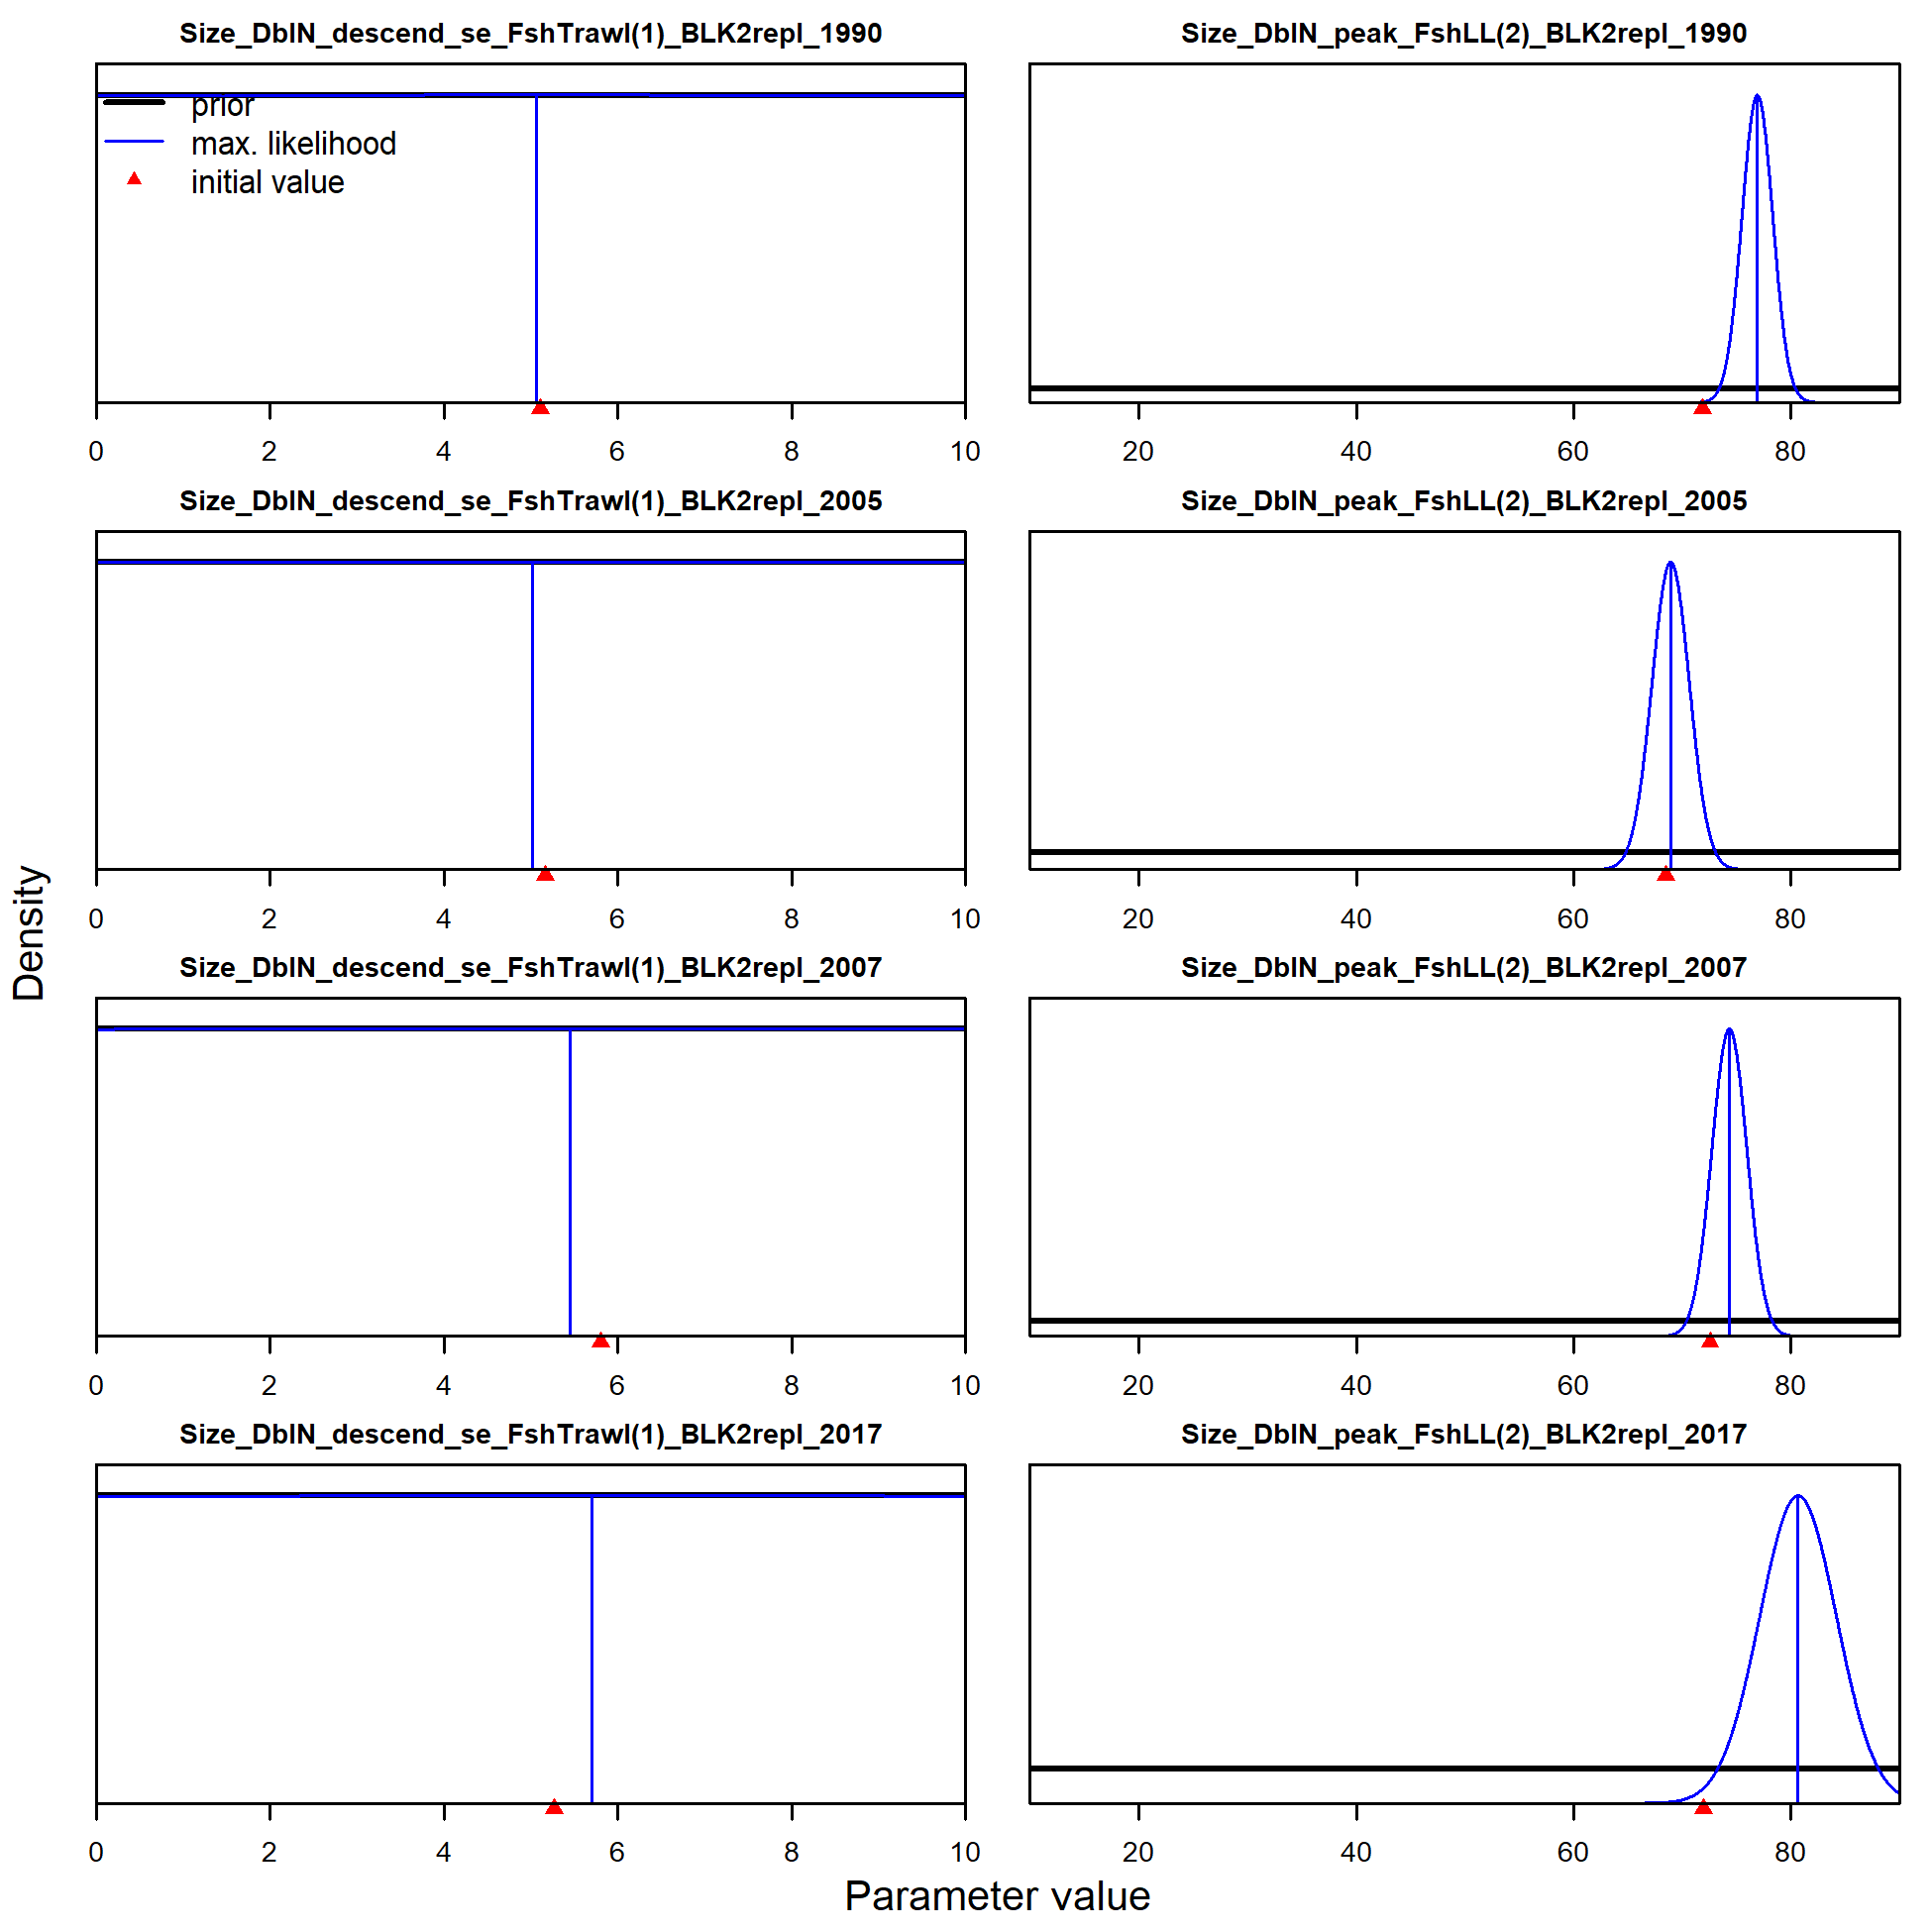 Size_DblN_descend_se_FshTrawl(1)_BLK2repl_1990
prior
max. likelihood
initial value
0 2 4 6 8 10
Size_DblN_peak_FshLL(2)_BLK2repl_1990
20 40 60 80
Size_DblN_descend_se_FshTrawl(1)_BLK2repl_2005
0 2 4 6 8 10
Size_DblN_peak_FshLL(2)_BLK2repl_2005
20 40 60 80
Size_DblN_descend_se_FshTrawl(1)_BLK2repl_2007
0 2 4 6 8 10
Size_DblN_peak_FshLL(2)_BLK2repl_2007
20 40 60 80
Size_DblN_descend_se_FshTrawl(1)_BLK2repl_2017
0 2 4 6 8 10
Size_DblN_peak_FshLL(2)_BLK2repl_2017
20 40 60 80
Density
Parameter value